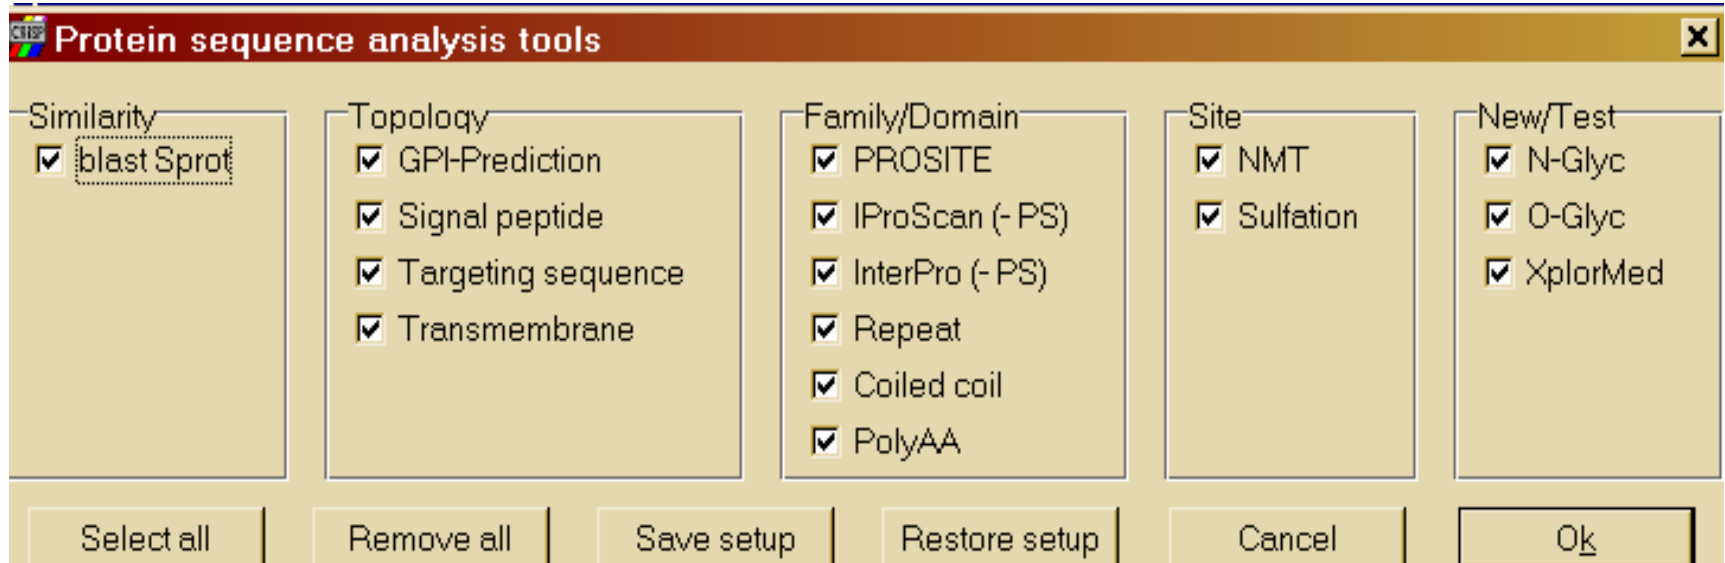 CRiSP
Protein sequence analysis tools
Similarity
blast Sprot
Topology
GPI-Prediction
Signal peptide
Targeting sequence
Transmembrane
Family/Domain
PROSITE
IProScan (- PS)
InterPro (- PS)
Repeat
Coiled coil
PolyAA
Site
NMT
Sulfation
New/Test
N-Glyc
O-Glyc
XplorMed
Select all
Remove all
Save setup
Restore setup
Cancel
Ok